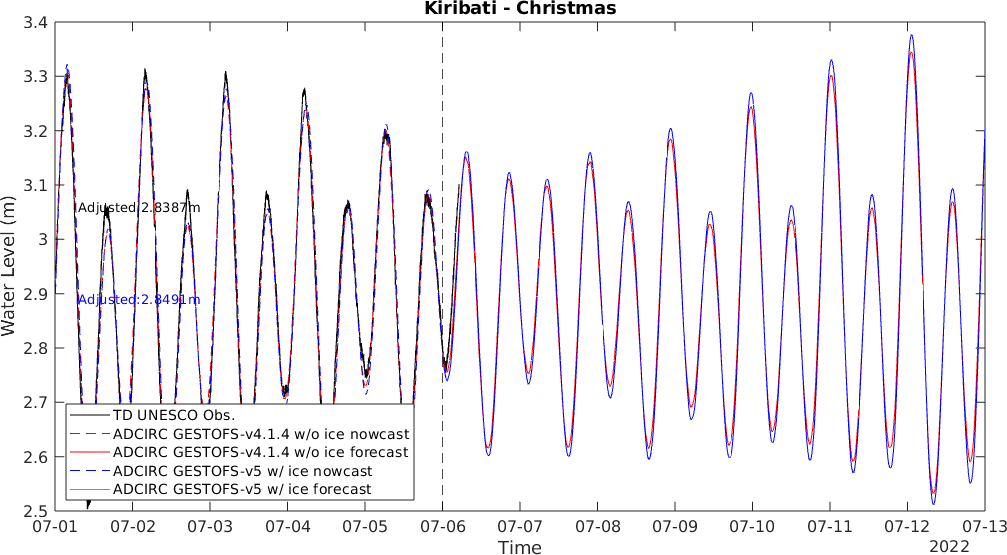 Kiribati - Christmas
3.4
3.3
3.2
3.1
3
2.9
2.8
2.7
2.6
2.5
Water Level (m)
Adjusted:2.8387m
Adjusted:2.8491m
TD UNESCO Obs.
ADCIRC GESTOFS-v4.1.4 w/o ice nowcast
ADCIRC GESTOFS-v4.1.4 w/o ice forecast
ADCIRC GESTOFS-v5 w/ ice nowcast
ADCIRC GESTOFS-v5 w/ ice forecast
07-01 07-02 07-03 07-04 07-05 07-06 07-07 07-08 07-09 07-10 07-11 07-12 07-13
Time
2022